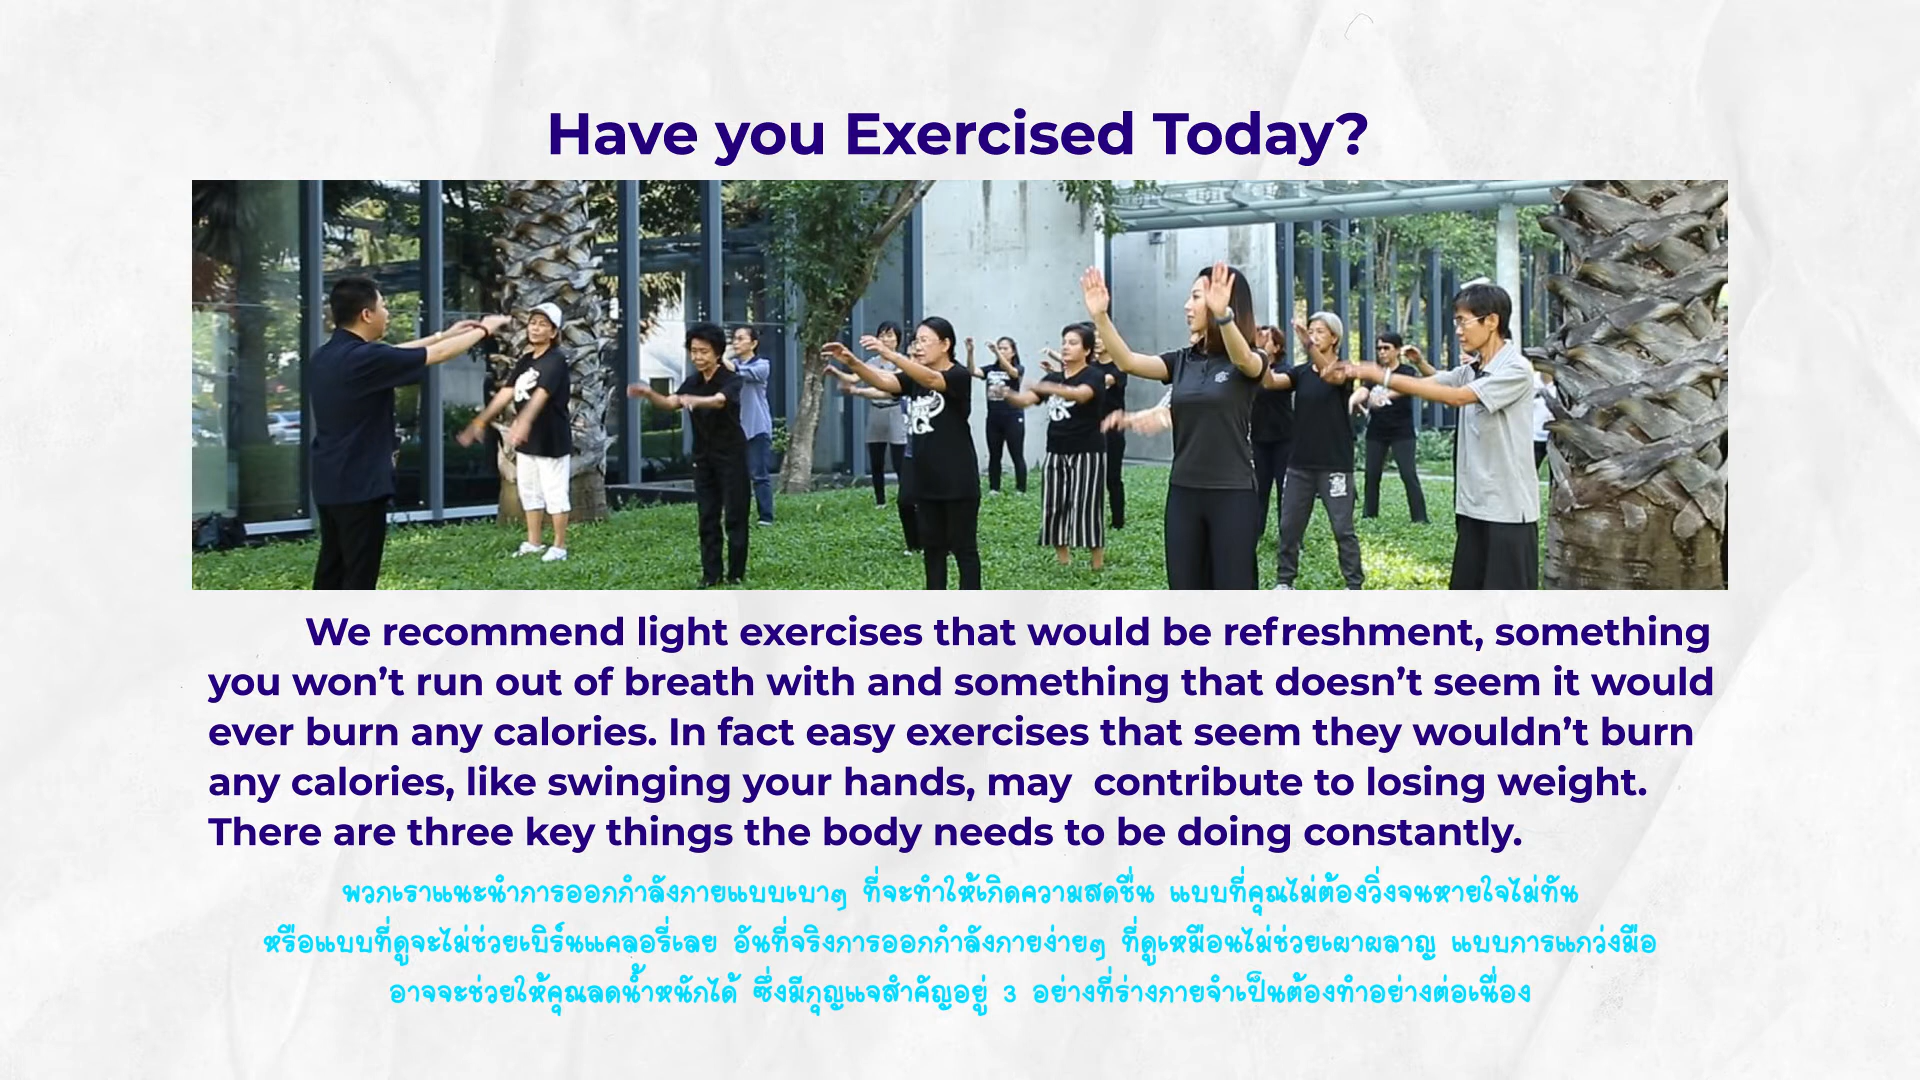 Have you Exercised Today?
We recommend light exercises that would be refreshment, something
you won’t run out of breath with and something that doesn’t seem it would
ever burn any calories. In fact easy exercises that seem they wouldn’t burn
any calories, like swinging your hands, may  contribute to losing weight.
There are three key things the body needs to be doing constantly.
พวกเราแนะนำการออกกำลังกายแบบเบาๆ ที่จะทำให้เกิดความสดชื่น แบบที่คุณไม่ต้องวิ่งจนหายใจไม่ทัน
หรือแบบที่ดูจะไม่ช่วยเบิร์นแคลอรี่เลย อันที่จริงการออกกำลังกายง่ายๆ ที่ดูเหมือนไม่ช่วยเผาผลาญ แบบการแกว่งมือ
อาจจะช่วยให้คุณลดน้ำหนักได้ ซึ่งมีกุญแจสำคัญอยู่ 3 อย่างที่ร่างกายจำเป็นต้องทำอย่างต่อเนื่อง